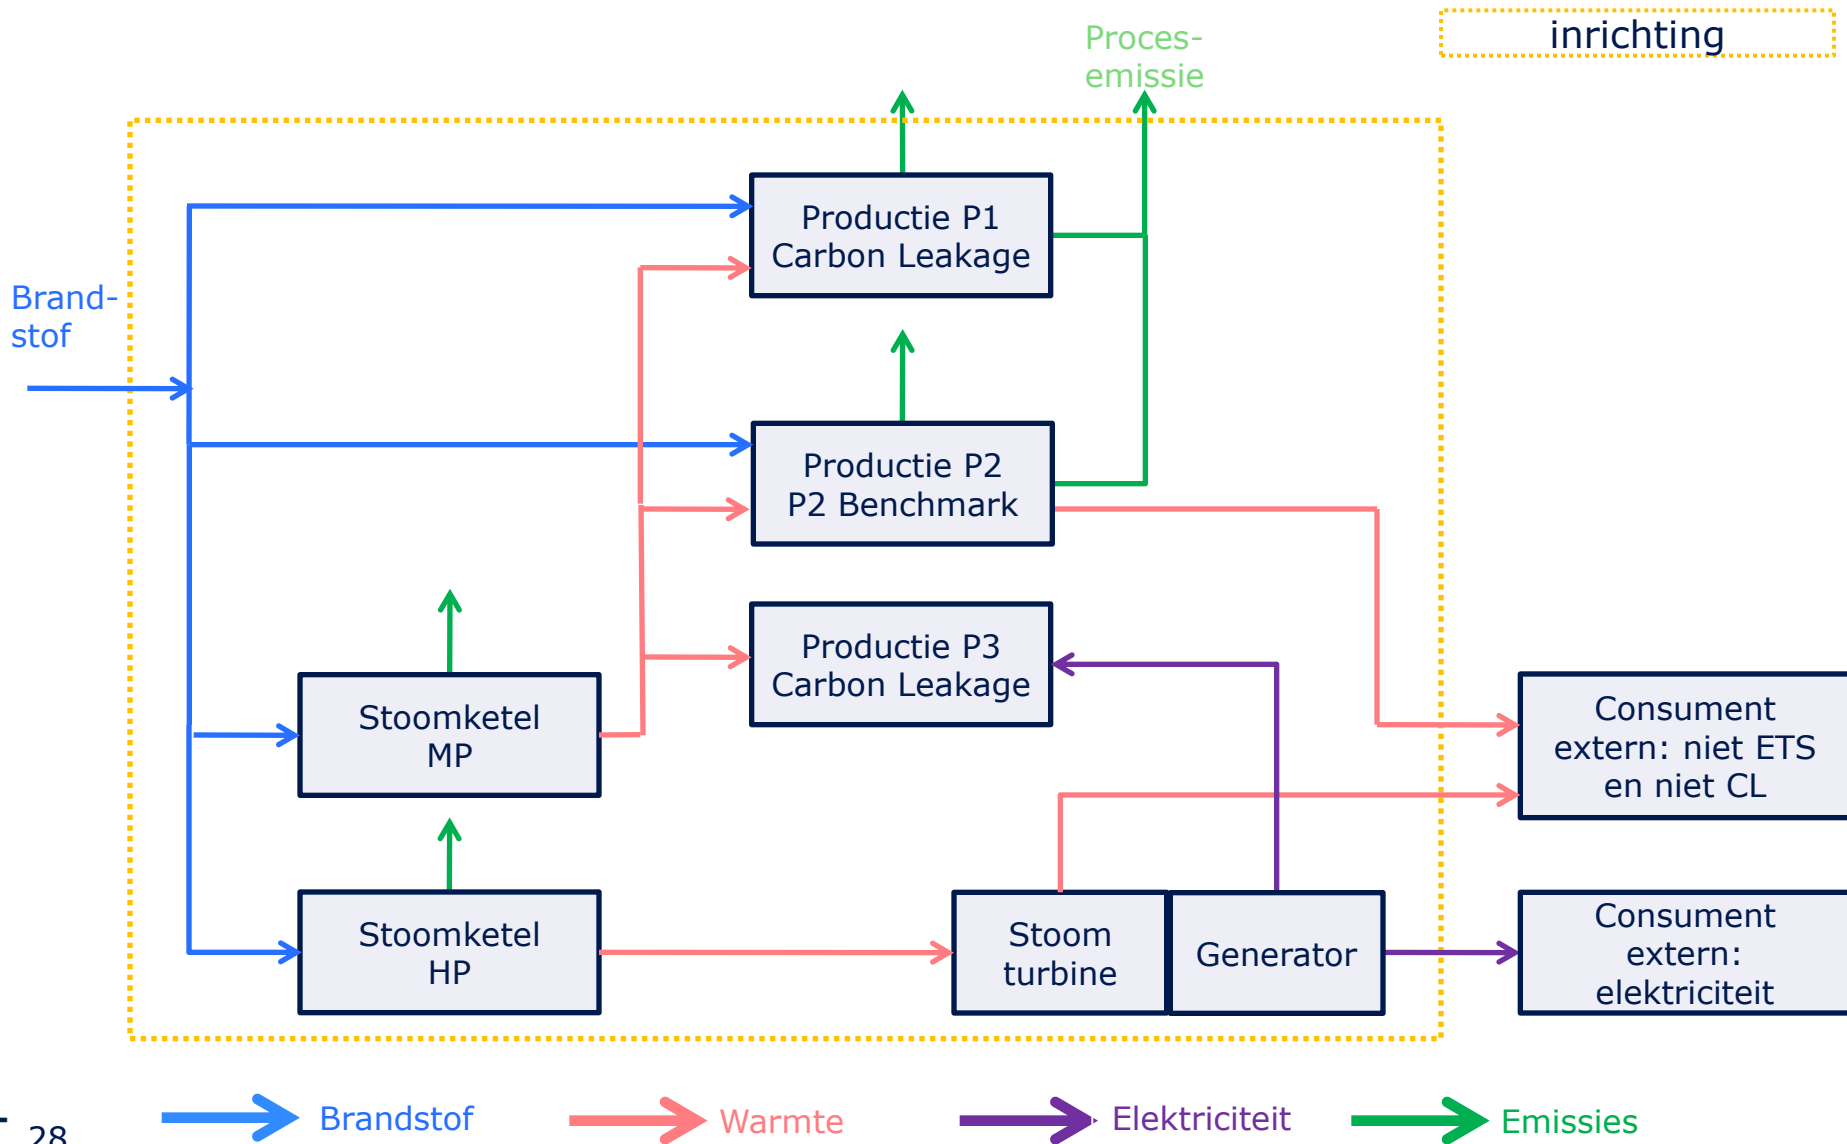 inrichting
Proces-
emissie
Productie P1
Carbon Leakage
Brand-
stof
Productie P2
P2 Benchmark
Productie P3
Carbon Leakage
Stoomketel
MP
Consument
extern: niet ETS
en niet CL
Stoomketel
HP
Stoom
turbine
Generator
Consument
extern:
elektriciteit
Brandstof
Warmte
Elektriciteit
Emissies
28